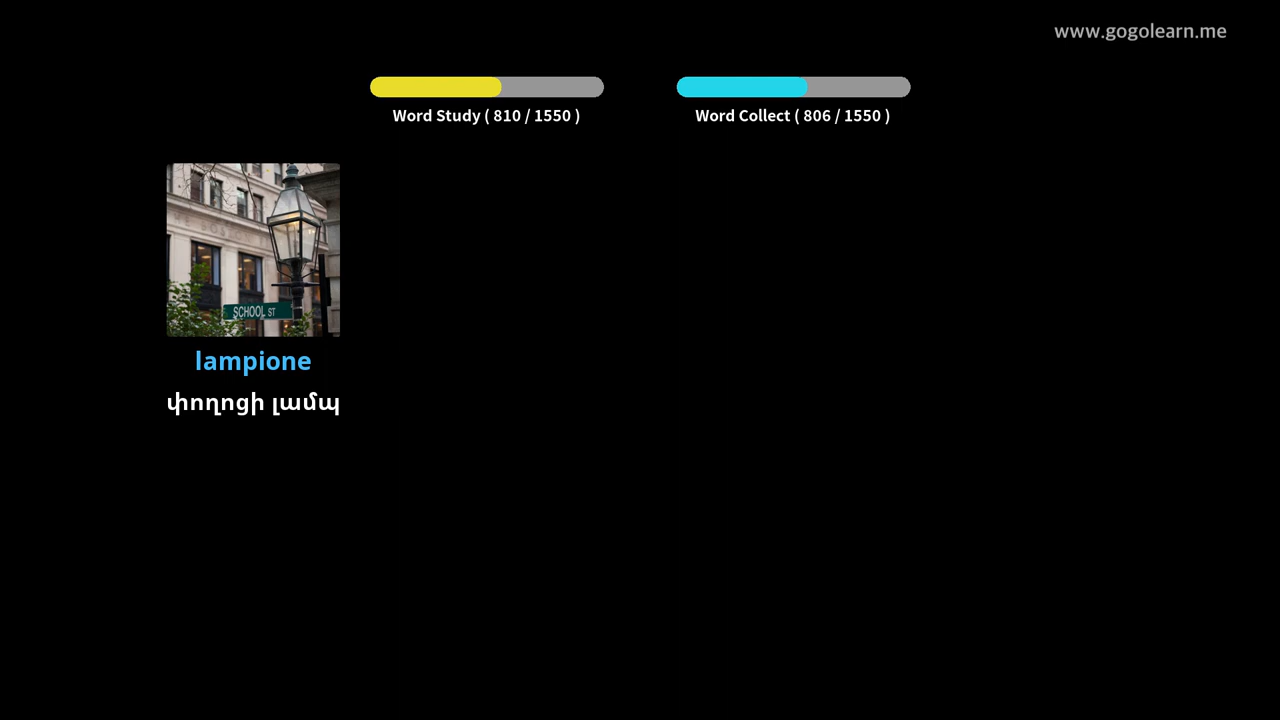 www.gogolearn.me
Word Study ( 810 / 1550 )
Word Collect ( 806 / 1550 )
SCHOOL ST
lampione
փողոցի լամպ